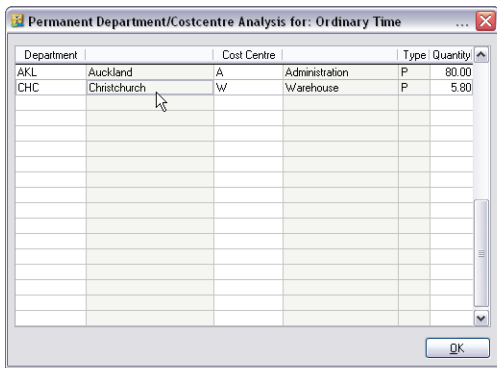 Permanent Department/Costcentre Analysis for: Ordinary Time ...
Department Cost Centre Type Quantity
AKL Auckland A Administration P 80.00
CHC Christchurch W Warehouse P 5.80
OK